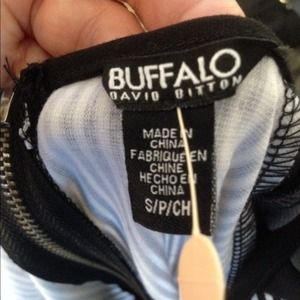 BUFFALO
DAVID BITTON
MADE IN
CHINA
FABRIQUE EN
CHINE
HECHO EN
CHINA
S/P/CH